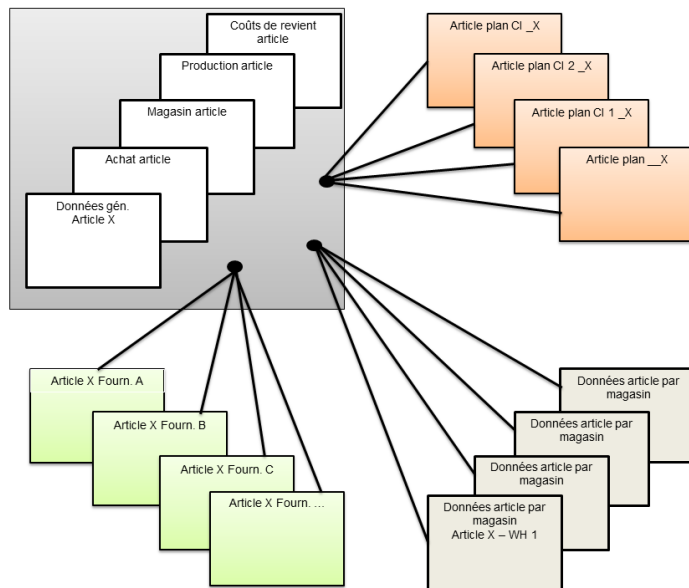 Coûts de revient
article
Production article
Magasin article
Achat article
Données gén.
Article X
Article plan Cl _X
Article plan Cl 2 _X
Article plan Cl 1 _X
Article plan __X
Article X Fourn. A
Article X Fourn. B
Article X Fourn. C
Article X Fourn. ...
Données article par
magasin
Données article par
magasin
Données article par
magasin
Données article par
magasin
Article X – WH 1